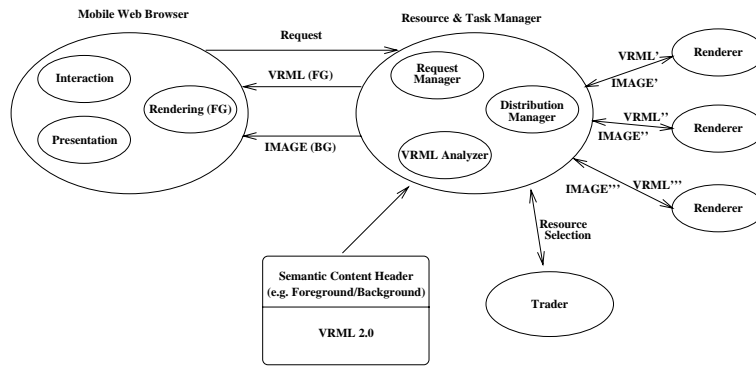 Mobile Web Browser
Resource & Task Manager
Request
VRML (FG)
IMAGE (BG)
Interaction
Rendering (FG)
Presentation
Request
Manager
Distribution
Manager
VRML Analyzer
VRML'
IMAGE'
Renderer
VRML''
IMAGE''
Renderer
VRML'''
IMAGE'''
Renderer
Resource
Selection
Trader
Semantic Content Header
(e.g. Foreground/Background)
VRML 2.0